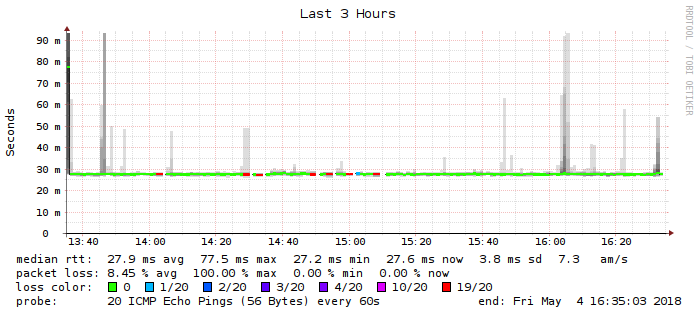 Last 3 Hours
RRDTOOL / TOBI OETIKER
Seconds
90 m
80 m
70 m
60 m
50 m
40 m
30 m
20 m
10 m
0
13:40 14:00 14:20 14:40 15:00 15:20 15:40 16:00 16:20
median rtt: 27.9 ms avg 77.5 ms max 27.2 ms min 27.6 ms now 3.8 ms sd 7.3 am/s
packet loss: 8.45 % avg 100.00 % max 0.00 % min 0.00 % now
loss color: 0 1/20 2/20 3/20 4/20 10/20 19/20
probe: 20 ICMP Echo Pings (56 Bytes) every 60s end: Fri May 4 16:35:03 2018